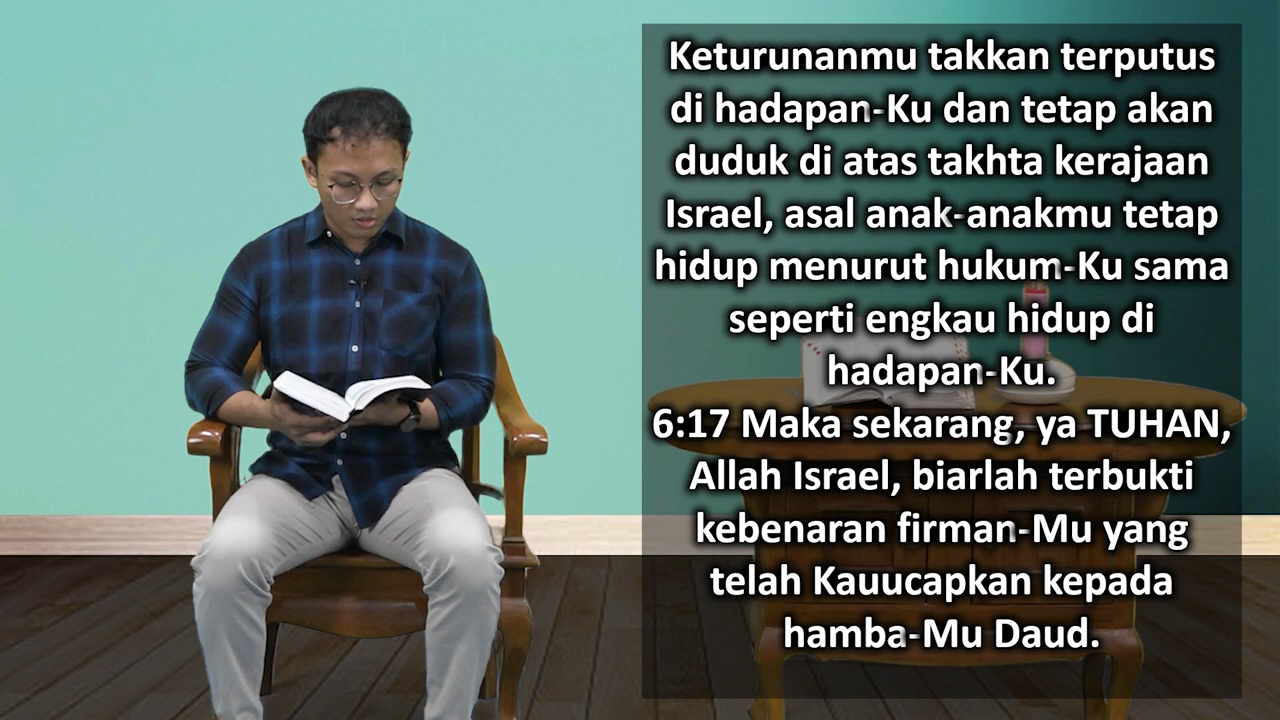 Keturunanmu takkan terputus
di hadapan-Ku dan tetap akan
duduk di atas takhta kerajaan
Israel, asal anak-anakmu tetap
hidup menurut hukum-Ku sama
seperti engkau hidup di
hadapan-Ku.
6:17 Maka sekarang, ya TUHAN,
Allah Israel, biarlah terbukti
kebenaran firman-Mu yang
telah Kauucapkan kepada
hamba-Mu Daud.